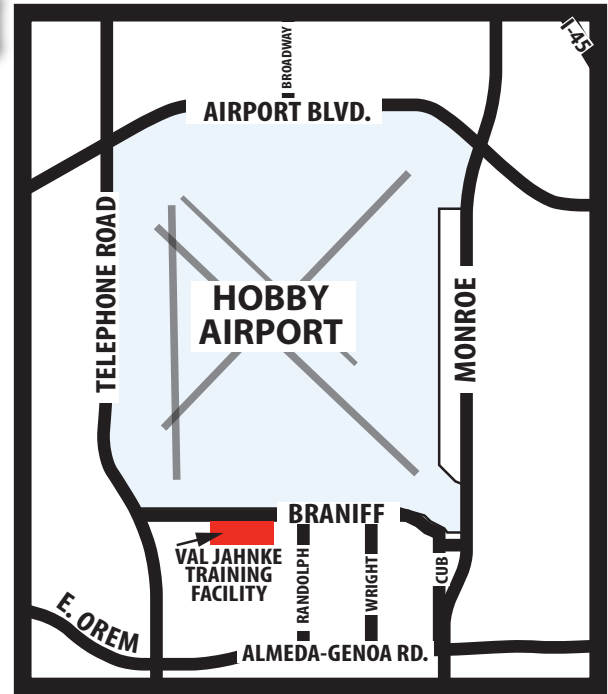 I-45
BROADWAY
AIRPORT BLVD.
TELEPHONE ROAD
HOBBY
AIRPORT
MONROE
BRANIFF
VAL JAHNKE
TRAINING
FACILITY
RANDOLPH
WRIGHT
CUB
E. OREM
ALMEDA-GENOA RD.